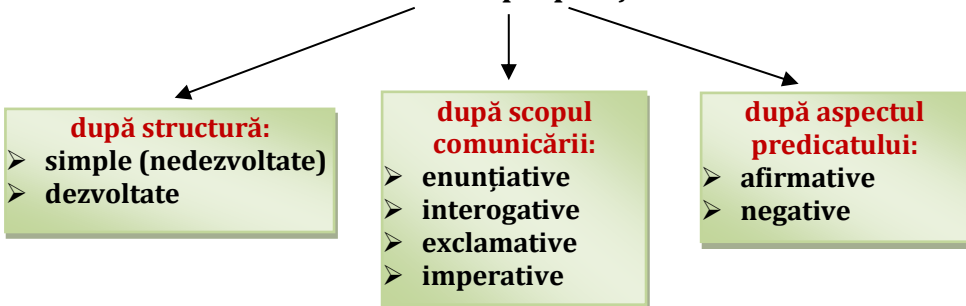 după structură:
➢ simple (nedezvoltate)
➢ dezvoltate
după scopul
comunicării:
➢ enunțiative
➢ interogative
➢ exclamative
➢ imperative
după aspectul
predicatului:
➢ afirmative
➢ negative